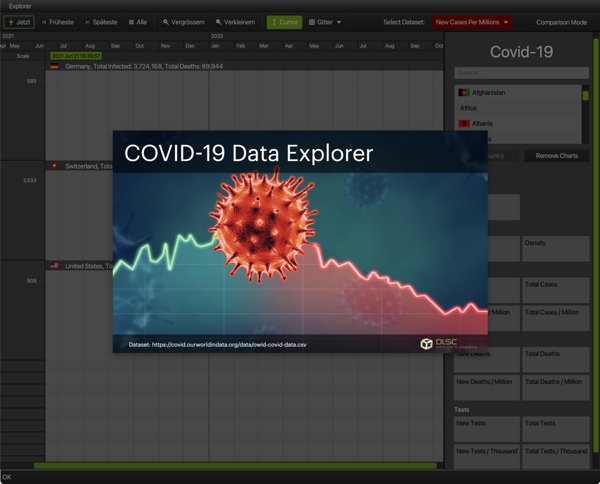 Explorer
Jetzt Früheste Späteste Alle Vergrössern Verkleinern Cursor Gitter Select Dataset: New Cases Per Millions Comparison Mode
2021 2022
May Jun Jul Aug Sep Oct Nov Dec Jan Feb Mar Apr May Jun Jul Aug Sep Oct
Scale
Germany, Total Infected: 3,724,168, Total Deaths: 89,944
585
Switzerland, Tota
2,533
United States, To
809
Covid-19
Search...
Afghanistan
Africa
Albania
Remove Charts
Density
Total Cases
Total Cases / Million
New Deaths
Total Deaths
New Deaths / Million
Total Deaths / Million
Tests
New Tests
Total Tests
New Tests / Thousand
Total Tests / Thousand
COVID-19 Data Explorer
Dataset: https://covid.ourworldindata.org/data/owid-covid-data.csv
DLSC
OK